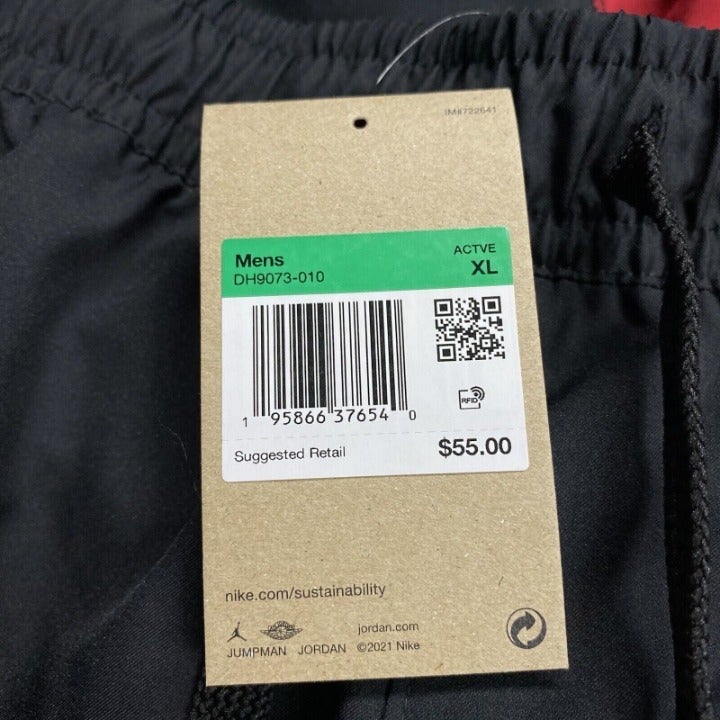 IM#722641
Mens ACTVE
DH9073-010 XL
RFID
1 95866 37654 0
Suggested Retail $55.00
nike.com/sustainability
jordan.com
JUMPMAN JORDAN ©2021 Nike